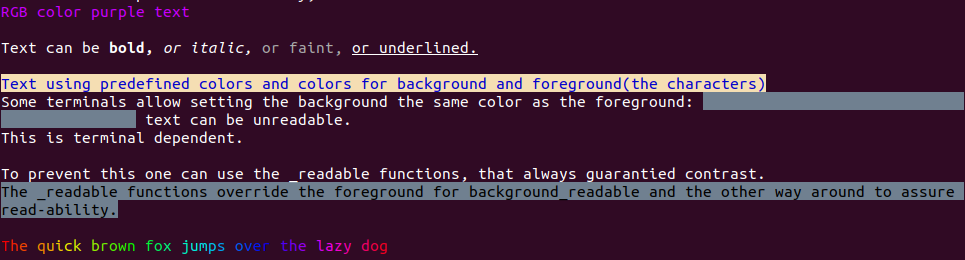 RGB color purple text
Text can be bold, or italic, or faint, or underlined.
Text using predefined colors and colors for background and foreground(the characters)
Some terminals allow setting the background the same color as the foreground:
text can be unreadable.
This is terminal dependent.
To prevent this one can use the _readable functions, that always guarantied contrast.
The _readable functions override the foreground for background_readable and the other way around to assure
read-ability.
The quick brown fox jumps over the lazy dog